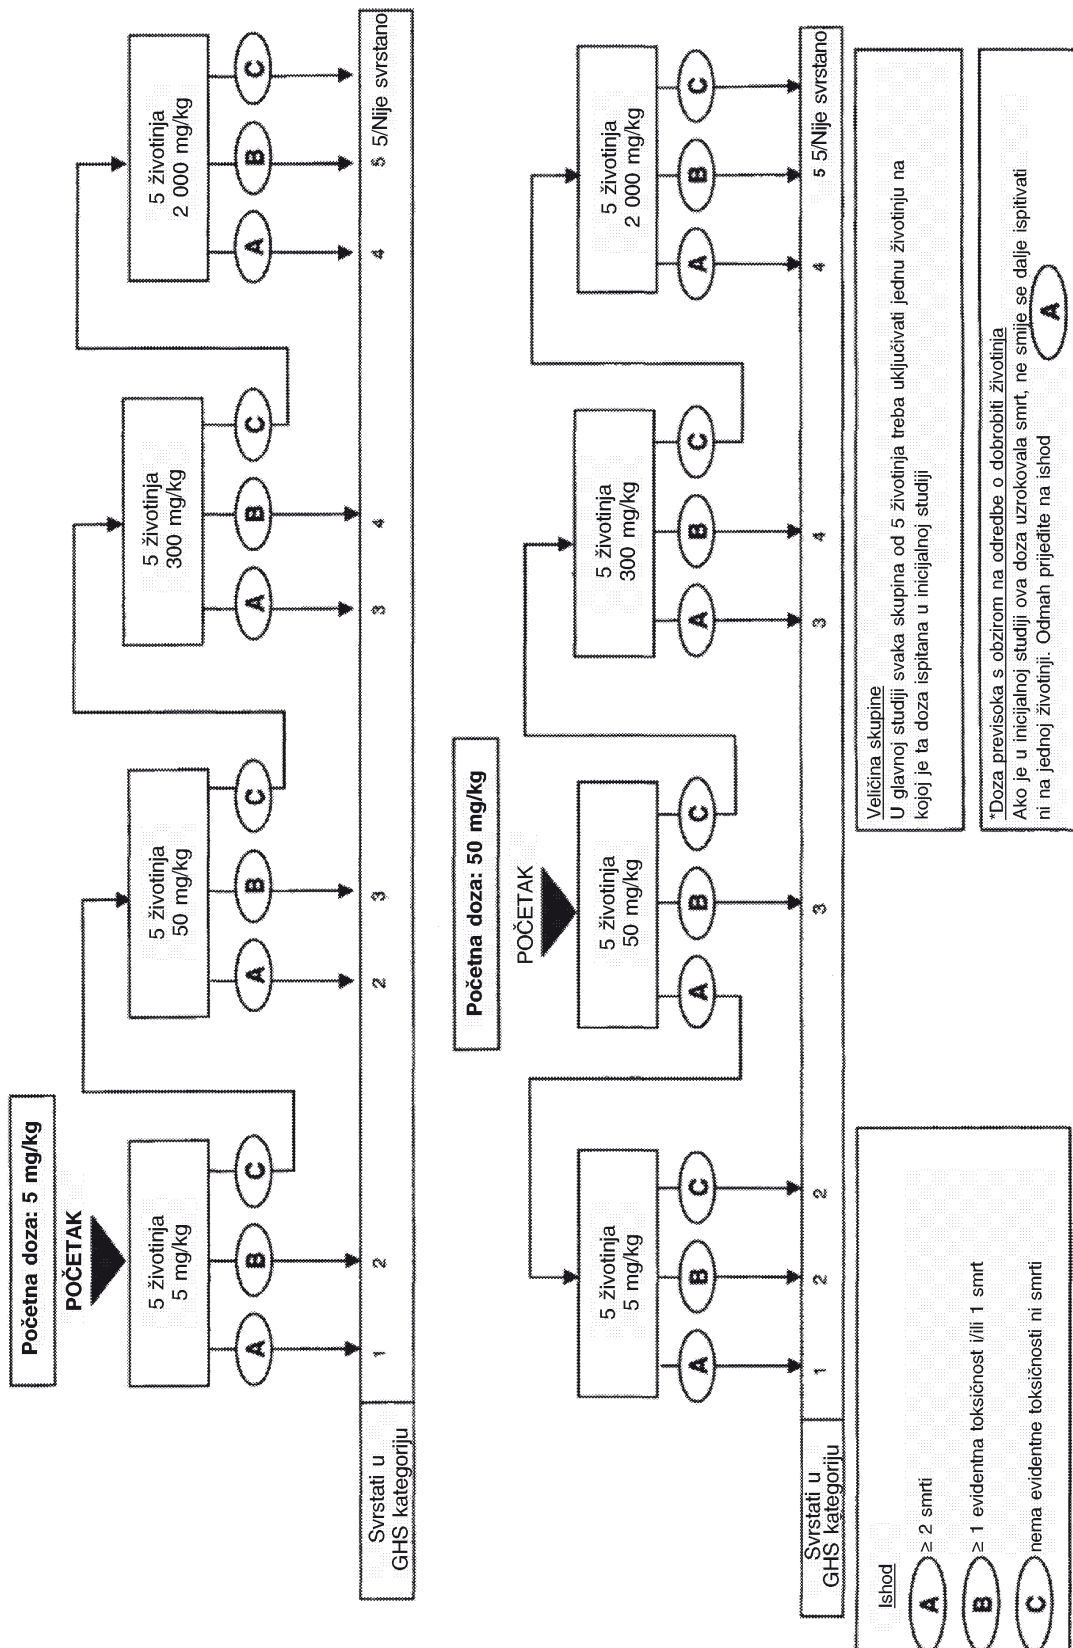 Početna doza: 5 mg/kg
POČETAK
5 životinja
5 mg/kg
5 životinja
50 mg/kg
5 životinja
300 mg/kg
5 životinja
2 000 mg/kg
A
B
C
A
B
C
A
B
C
A
B
C
Svrstati u
GHS kategoriju
1
2
2
3
3
4
4
5
5/Nije svrstano
Početna doza: 50 mg/kg
POČETAK
5 životinja
5 mg/kg
5 životinja
50 mg/kg
5 životinja
300 mg/kg
5 životinja
2 000 mg/kg
A
B
C
A
B
C
A
B
C
A
B
C
Svrstati u
GHS kategoriju
1
2
2
3
3
4
4
5
5/Nije svrstano
Ishod
A ≥ 2 smrti
B ≥ 1 evidentna toksičnost i/ili 1 smrt
C nema evidentne toksičnosti ni smrti
Veličina skupine
U glavnoj studiji svaka skupina od 5 životinja treba uključivati jednu životinju na
kojoj je ta doza ispitana u inicijalnoj studiji
*Doza previsoka s obzirom na odredbe o dobrobiti životinja
Ako je u inicijalnoj studiji ova doza uzrokovala smrt, ne smije se dalje ispitivati
ni na jednoj životinji. Odmah prijeđite na ishod A